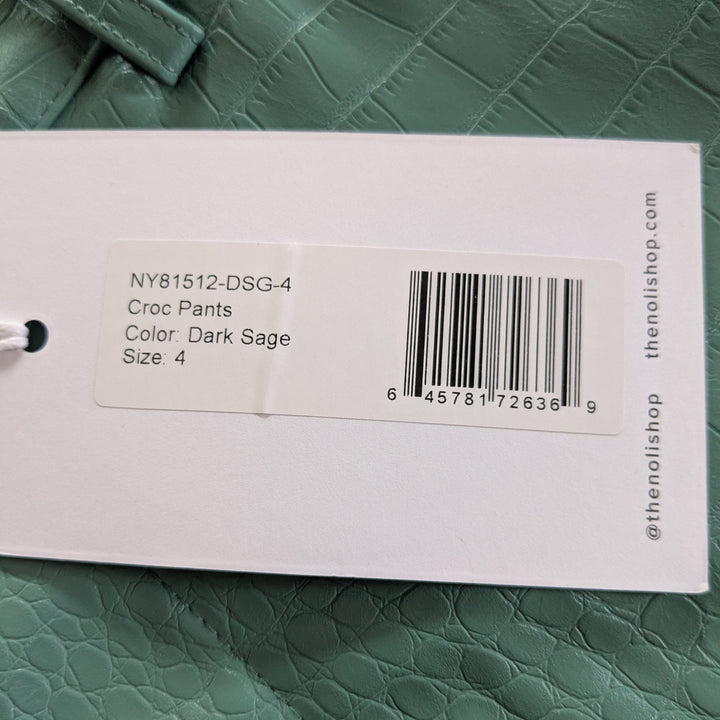 NY81512-DSG-4
Croc Pants
Color: Dark Sage
Size: 4
6 45781 72636 9
@thenolishop thenolishop.com